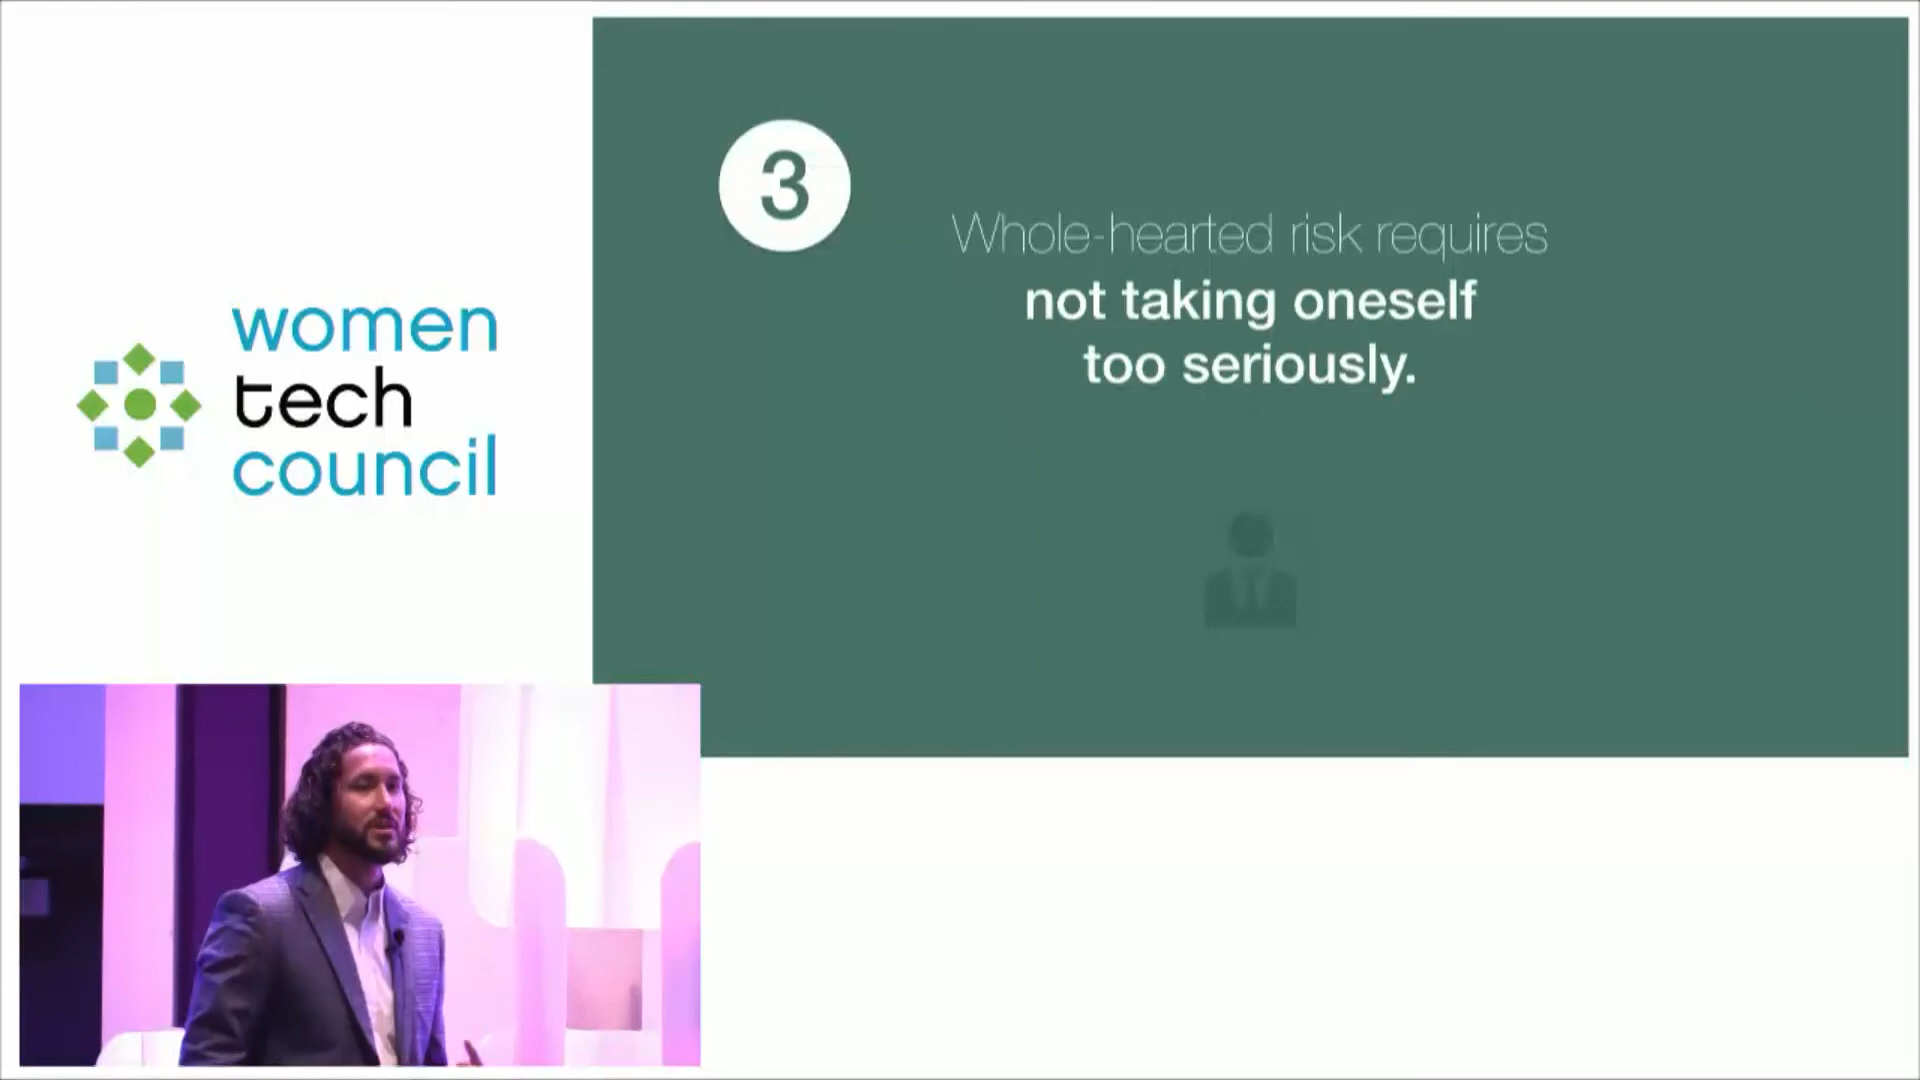 women
tech
council
3
Whole-hearted risk requires
not taking oneself
too seriously.